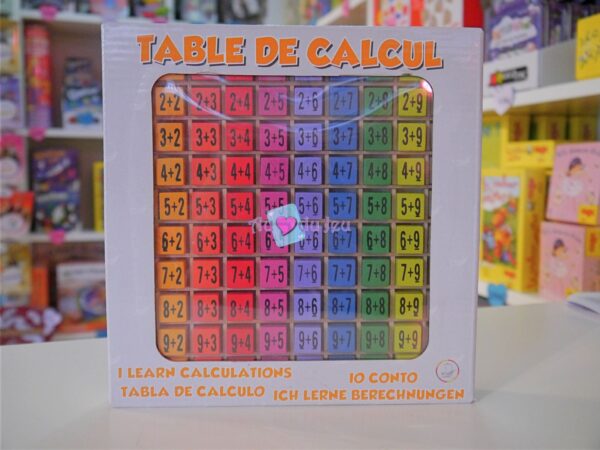 TABLE DE CALCUL
2+2 2+3 2+4 2+5 2+6 2+7 2+8 2+9
3+2 3+3 3+4 3+5 3+6 3+7 3+8 3+9
4+2 4+3 4+4 4+5 4+6 4+7 4+8 4+9
5+2 5+3 5+4 5+5 5+6 5+7 5+8 5+9
6+2 6+3 6+4 6+6 6+7 6+8 6+9
7+2 7+3 7+4 7+5 7+6 7+7 7+8 7+9
8+2 8+3 8+4 8+5 8+6 8+7 8+8 8+9
9+2 9+3 9+4 9+5 9+6 9+7 9+8 9+9
I LEARN CALCULATIONS
IO CONTO
TABLA DE CALCULO
ICH LERNE BERECHNUNGEN